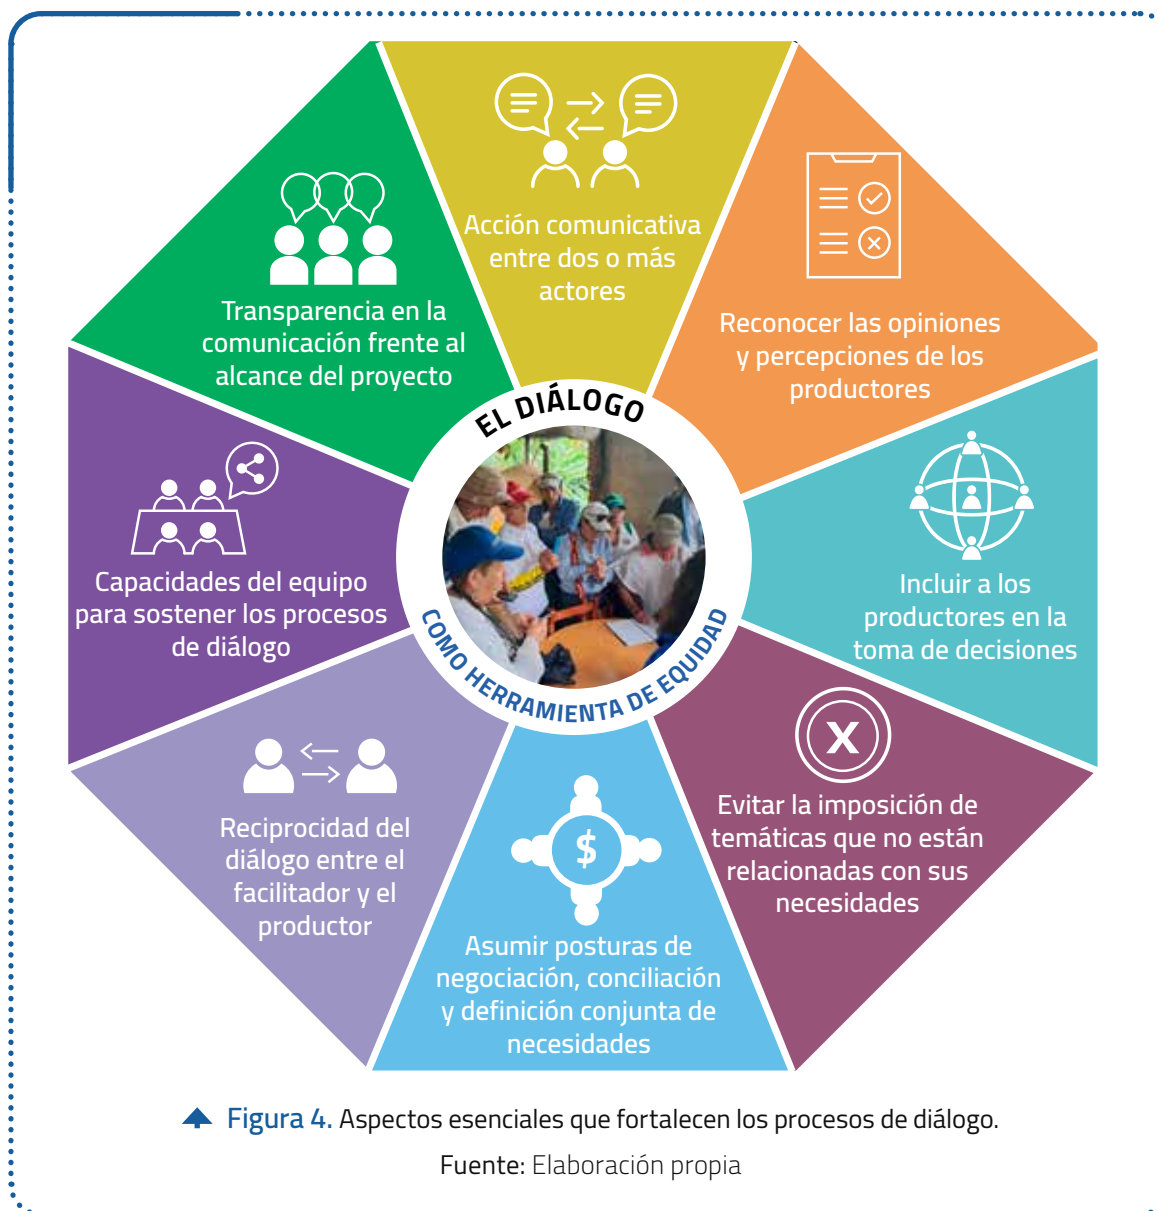 Acción comunicativa
entre dos o más
actores
Reconocer las opiniones
y percepciones de los
productores
Incluir a los
productores en la
toma de decisiones
X
Evitar la imposición de
temáticas que no están
relacionadas con sus
necesidades
$
Asumir posturas de
negociación, conciliación
y definición conjunta de
necesidades
Reciprocidad del
diálogo entre el
facilitador y el
productor
Capacidades del equipo
para sostener los procesos
de diálogo
Transparencia en la
comunicación frente al
alcance del proyecto
EL DIÁLOGO
COMO HERRAMIENTA DE EQUIDAD
Figura 4. Aspectos esenciales que fortalecen los procesos de diálogo.
Fuente: Elaboración propia